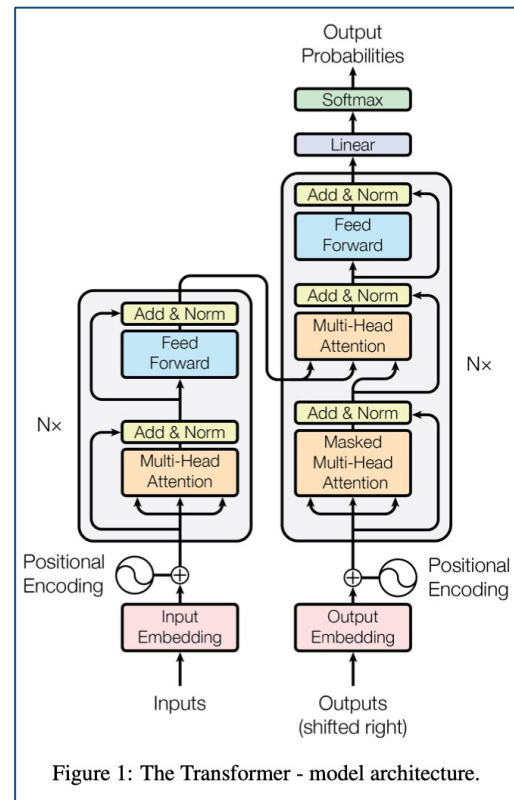 Output
Probabilities
Softmax
Linear
Add & Norm
Feed
Forward
Add & Norm
Multi-Head
Attention
Nx
Add & Norm
Masked
Multi-Head
Attention
Positional
Encoding
Output
Embedding
Outputs
(shifted right)
Add & Norm
Feed
Forward
Nx
Add & Norm
Multi-Head
Attention
Positional
Encoding
Input
Embedding
Inputs
Figure 1: The Transformer - model architecture.